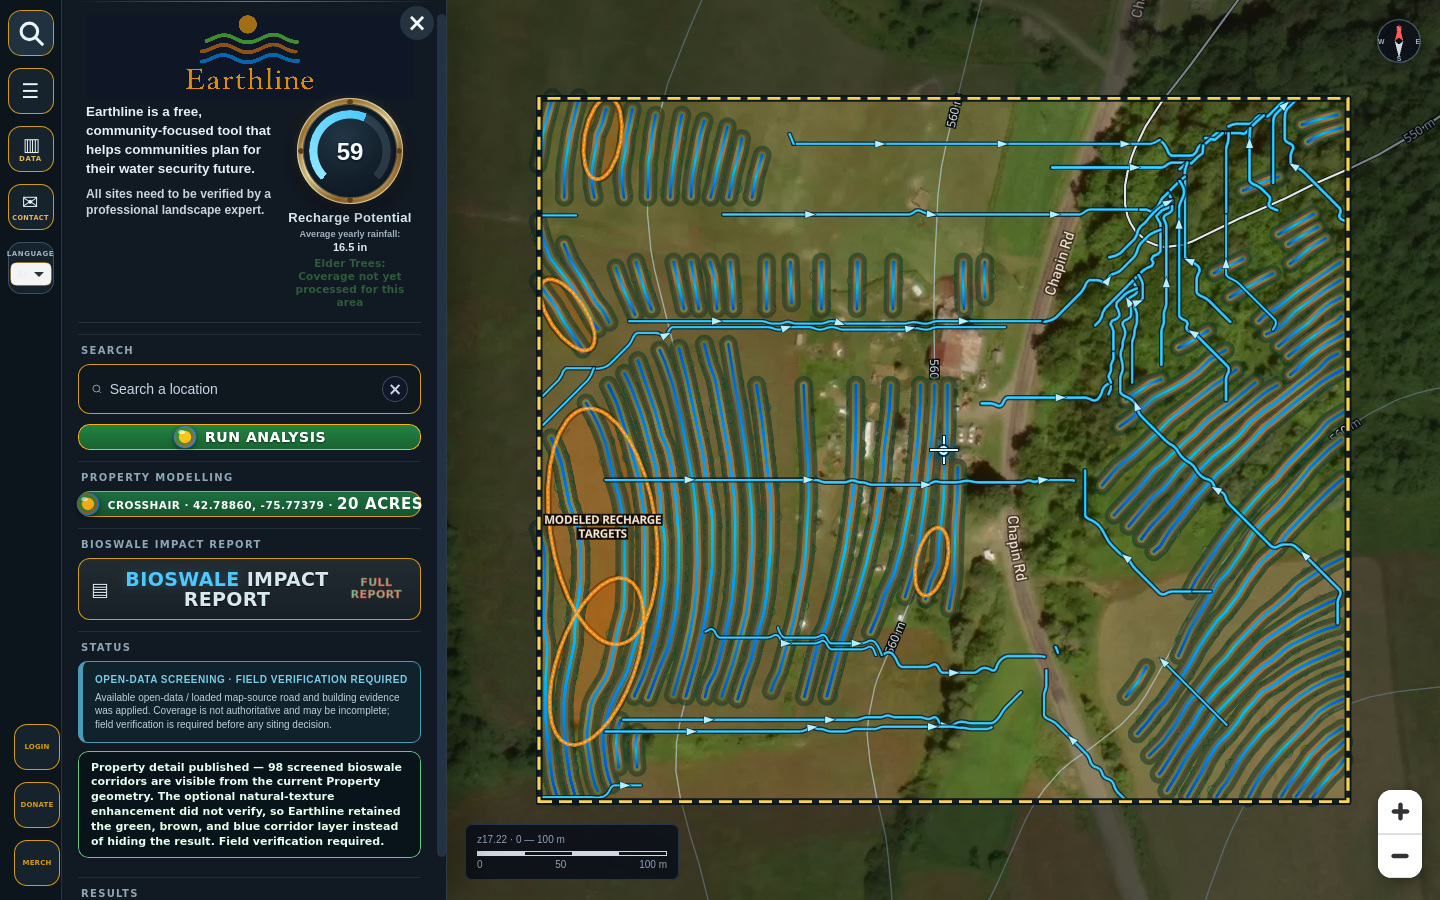 Earthline
Earthline is a free,
community-focused tool that
helps communities plan for
their water security future.
All sites need to be verified by a
professional landscape expert.
59
Recharge Potential
Average yearly rainfall:
16.5 in
Elder Trees:
Coverage not yet
processed for this
area
DATA
CONTACT
LANGUAGE
LOGIN
DONATE
MERCH
SEARCH
Search a location
RUN ANALYSIS
PROPERTY MODELLING
CROSSHAIR · 42.78860, -75.77379 · 20 ACRES
BIOSWALE IMPACT REPORT
BIOSWALE IMPACT
REPORT
FULL
REPORT
STATUS
OPEN-DATA SCREENING · FIELD VERIFICATION REQUIRED
Available open-data / loaded map-source road and building evidence
was applied. Coverage is not authoritative and may be incomplete;
field verification is required before any siting decision.
Property detail published — 98 screened bioswale
corridors are visible from the current Property
geometry. The optional natural-texture
enhancement did not verify, so Earthline retained
the green, brown, and blue corridor layer instead
of hiding the result. Field verification required.
RESULTS
N
W
E
S
560 m
550 m
Chapin Rd
560
MODELED RECHARGE
TARGETS
Chapin Rd
560 m
z17.22 · 0 — 100 m
0
50
100 m